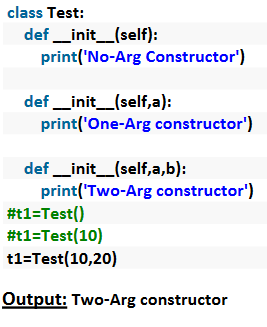 class Test:
def __init__(self):
print('No-Arg Constructor')
def __init__(self,a):
print('One-Arg constructor')
def __init__(self,a,b):
print('Two-Arg constructor')
#t1=Test()
#t1=Test(10)
t1=Test(10,20)
Output: Two-Arg constructor